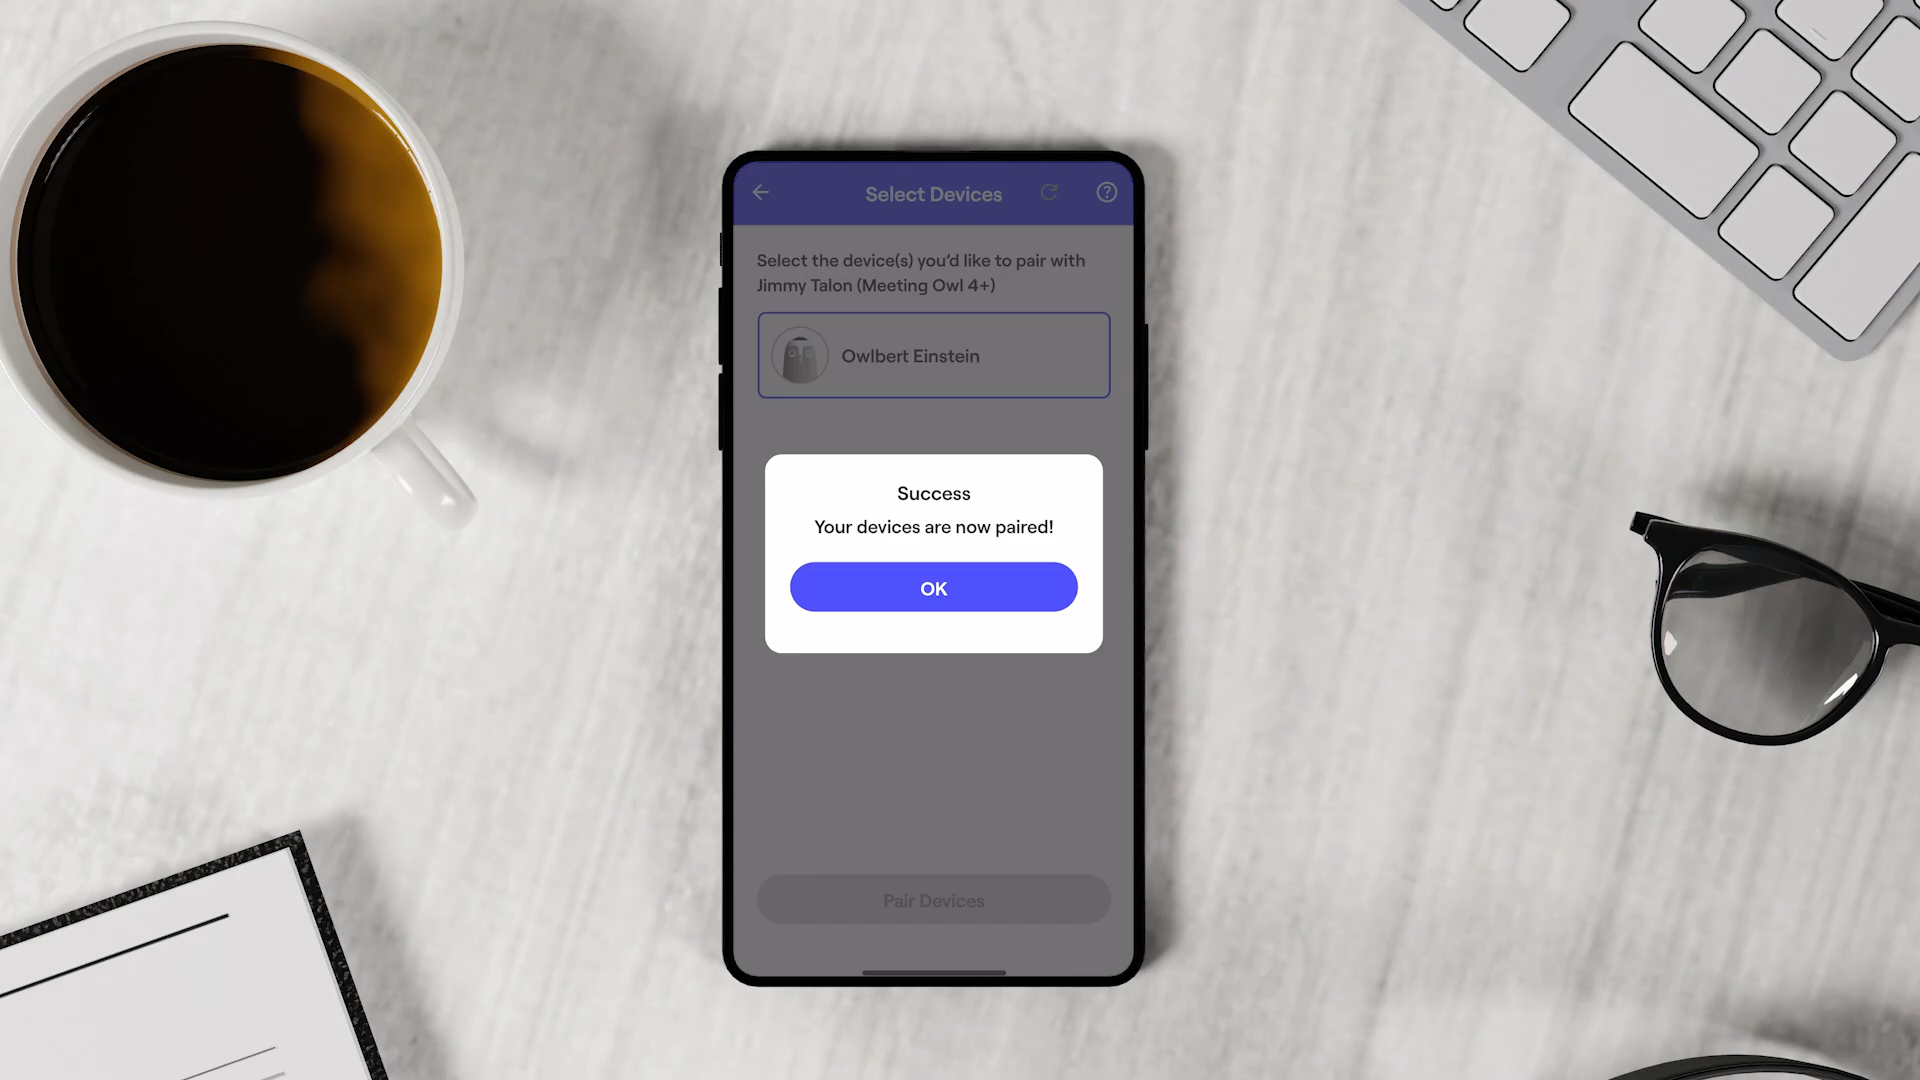 Select Devices
Select the device(s) you’d like to pair with
Jimmy Talon (Meeting Owl 4+)
Owlbert Einstein
Success
Your devices are now paired!
OK
Pair Devices